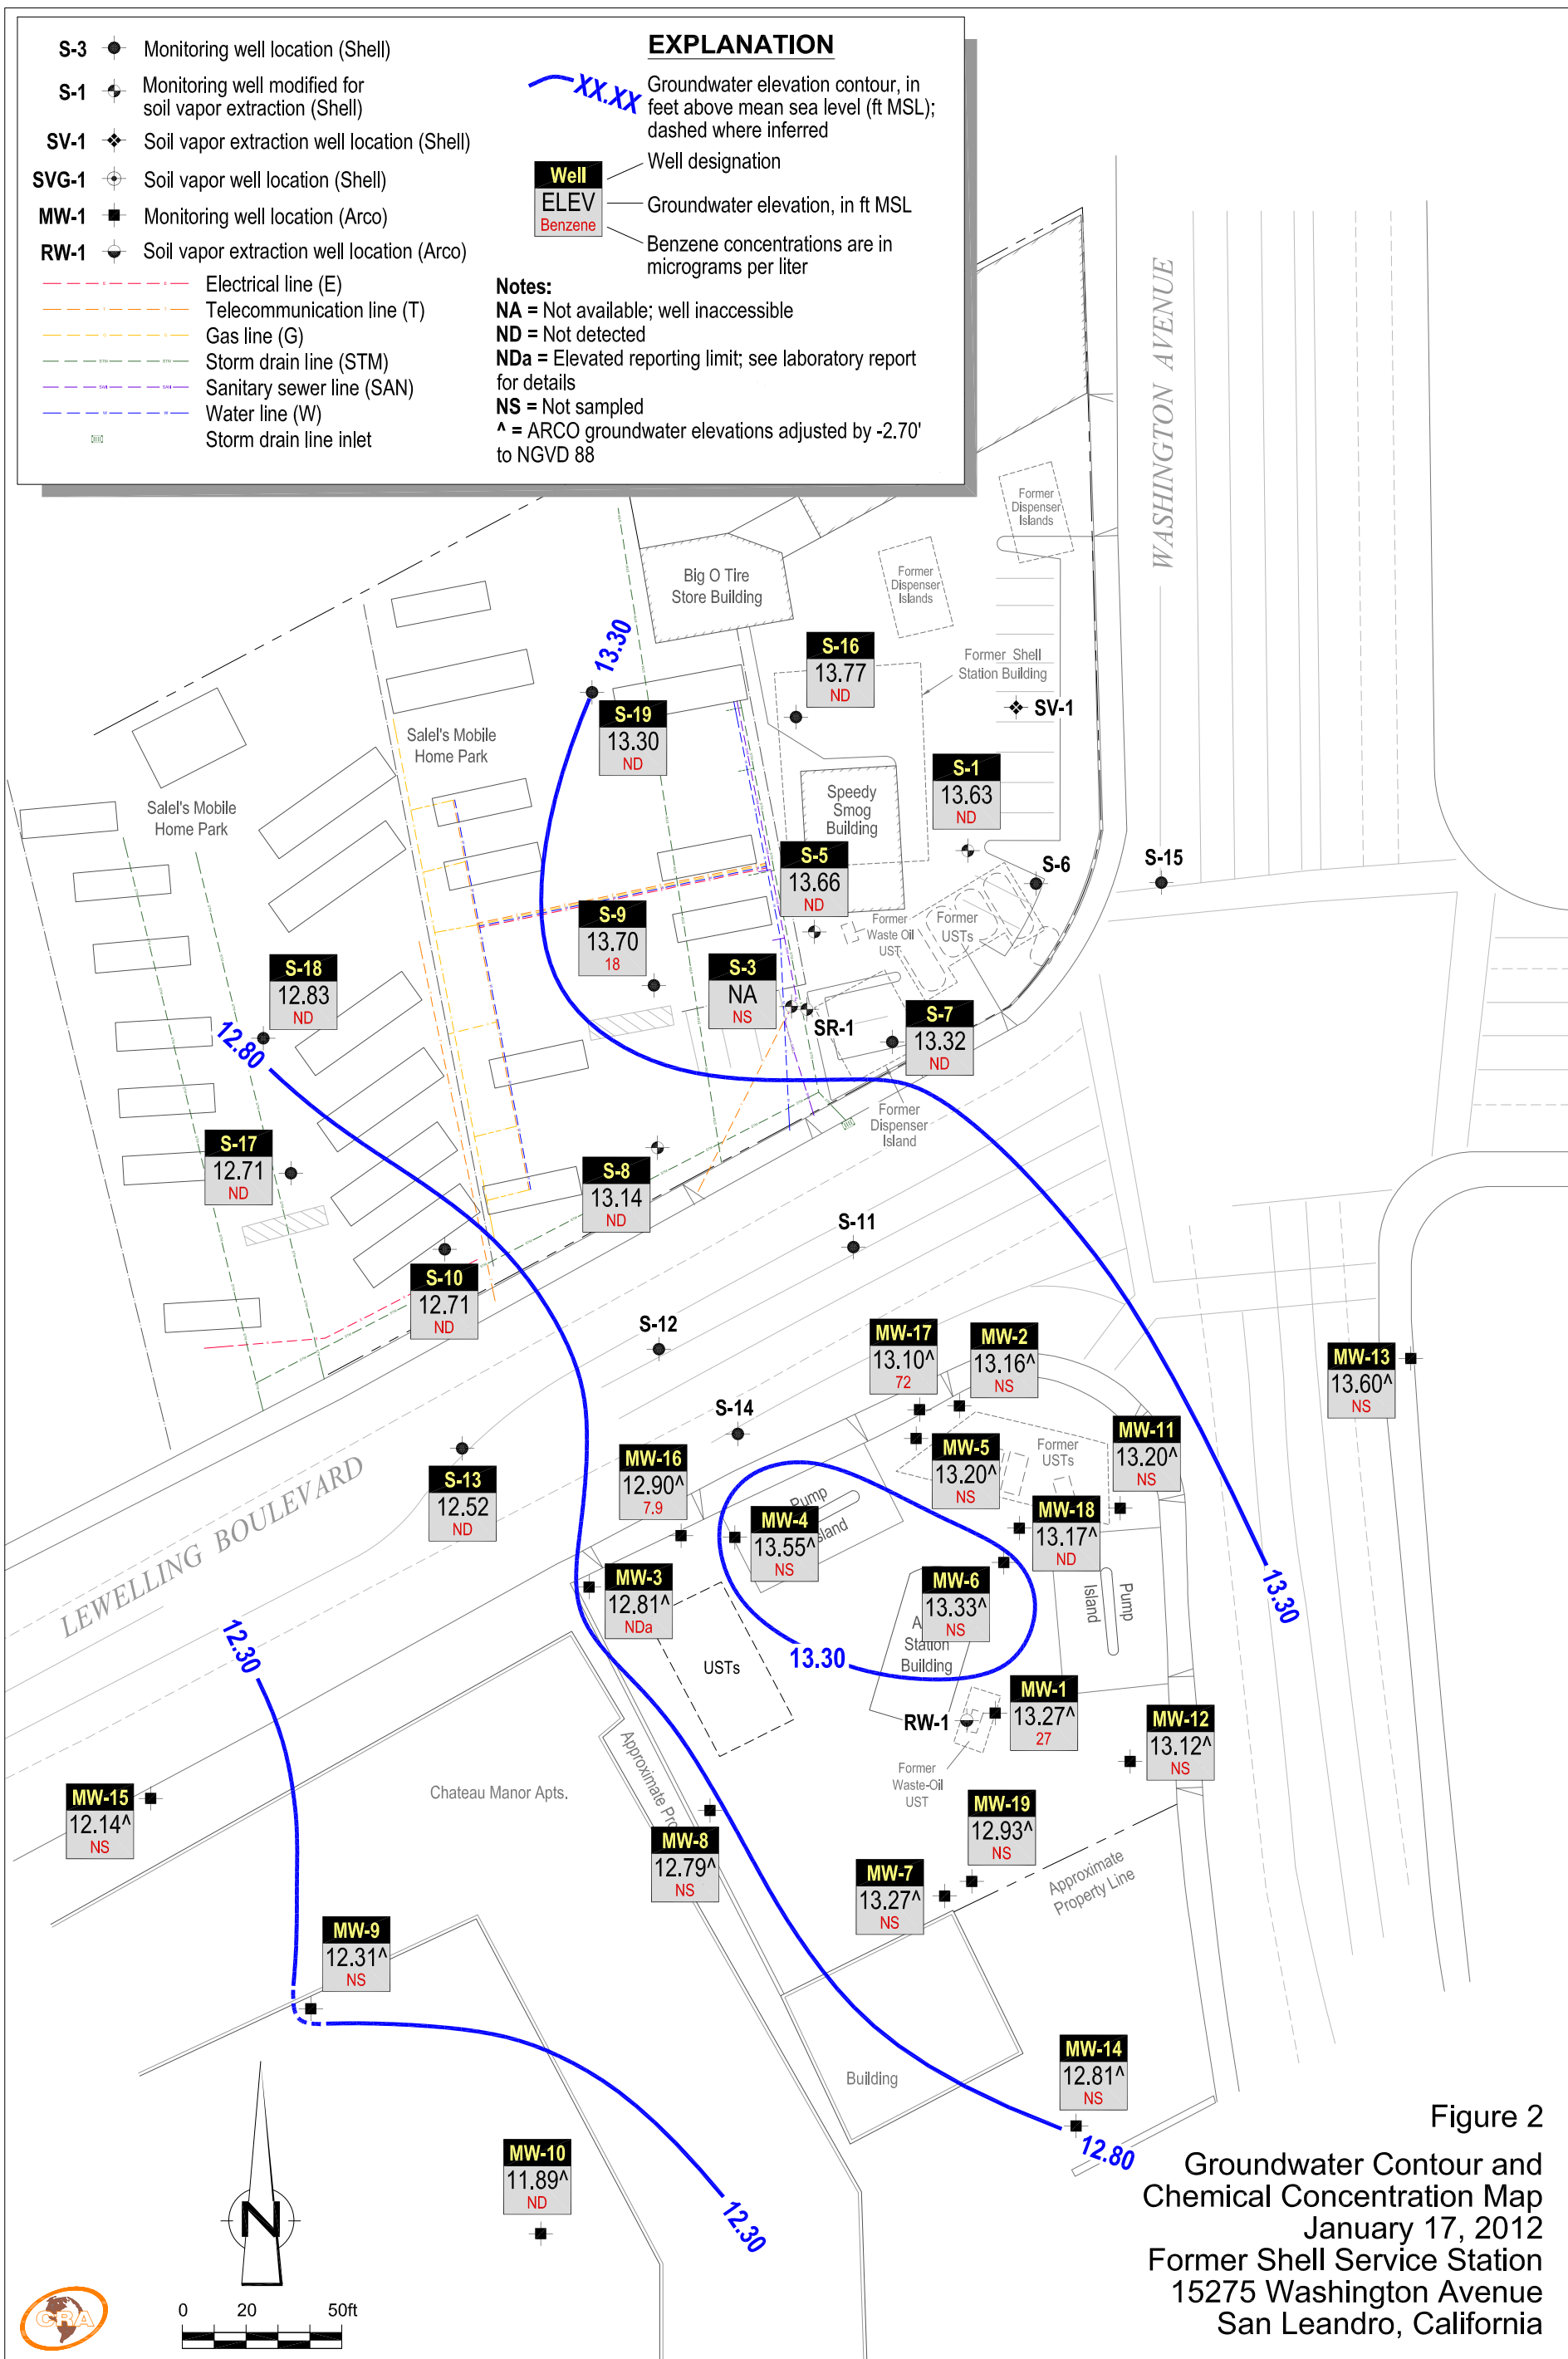 EXPLANATION
S-3 Monitoring well location (Shell)
S-1 Monitoring well modified for
soil vapor extraction (Shell)
SV-1 Soil vapor extraction well location (Shell)
SVG-1 Soil vapor well location (Shell)
MW-1 Monitoring well location (Arco)
RW-1 Soil vapor extraction well location (Arco)
Electrical line (E)
Telecommunication line (T)
Gas line (G)
Storm drain line (STM)
Sanitary sewer line (SAN)
Water line (W)
Storm drain line inlet
XX.XX
Groundwater elevation contour, in
feet above mean sea level (ft MSL);
dashed where inferred
Well
ELEV
Benzene
Well designation
Groundwater elevation, in ft MSL
Benzene concentrations are in
micrograms per liter
Notes:
NA = Not available; well inaccessible
ND = Not detected
NDa = Elevated reporting limit; see laboratory report
for details
NS = Not sampled
^ = ARCO groundwater elevations adjusted by -2.70'
to NGVD 88
WASHINGTON AVENUE
Former
Dispenser
Islands
Former
Dispenser
Islands
Big O Tire
Store Building
13.30
S-16
13.77
ND
Former Shell
Station Building
SV-1
S-19
13.30
ND
Salel's Mobile
Home Park
Salel's Mobile
Home Park
S-1
13.63
ND
Speedy
Smog
Building
S-5
13.66
ND
S-6
S-15
S-9
13.70
18
Former
Waste Oil
UST
Former
USTs
S-18
12.83
ND
S-3
NA
NS
SR-1
S-7
13.32
ND
12.80
Former
Dispenser
Island
S-17
12.71
ND
S-8
13.14
ND
S-11
S-10
12.71
ND
S-12
MW-17
13.10^
72
MW-2
13.16^
NS
MW-13
13.60^
NS
S-14
MW-11
13.20^
NS
MW-5
13.20^
NS
Former
USTs
MW-16
12.90^
7.9
S-13
12.52
ND
LEWELLING BOULEVARD
Pump
Island
MW-4
13.55^
NS
MW-18
13.17^
ND
MW-3
12.81^
NDa
MW-6
13.33^
NS
Pump
Island
13.30
12.30
Station
Building
13.30
USTs
MW-1
13.27^
27
RW-1
MW-12
13.12^
NS
Approximate Pro
Former
Waste-Oil
UST
Chateau Manor Apts.
MW-15
12.14^
NS
MW-19
12.93^
NS
MW-8
12.79^
NS
MW-7
13.27^
NS
Approximate
Property Line
MW-9
12.31^
NS
Building
MW-14
12.81^
NS
12.80
MW-10
11.89^
ND
12.30
N
CRA
0 20 50ft
Figure 2
Groundwater Contour and
Chemical Concentration Map
January 17, 2012
Former Shell Service Station
15275 Washington Avenue
San Leandro, California